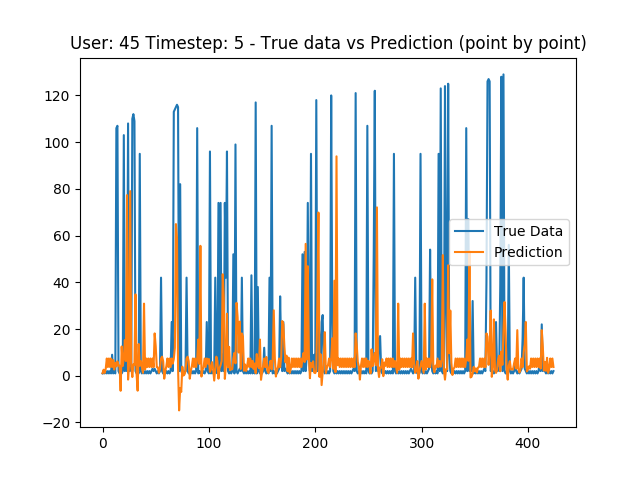 User: 45 Timestep: 5 - True data vs Prediction (point by point)
120
100
80
60
40
20
0
−20
True Data
Prediction
0 100 200 300 400